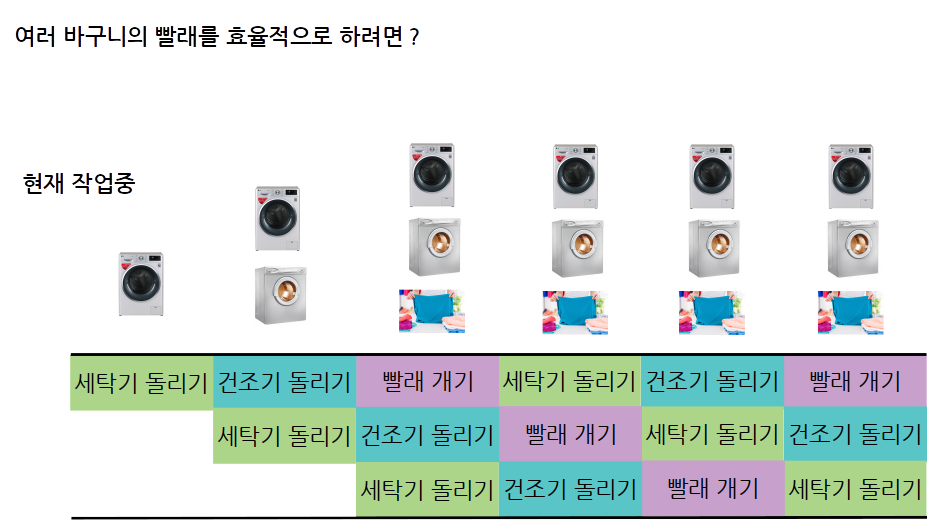 여러 바구니의 빨래를 효율적으로 하려면 ?
현재 작업중
세탁기 돌리기 건조기 돌리기 빨래 개기 세탁기 돌리기 건조기 돌리기 빨래 개기
세탁기 돌리기 건조기 돌리기 빨래 개기 세탁기 돌리기 건조기 돌리기
세탁기 돌리기 건조기 돌리기 빨래 개기 세탁기 돌리기